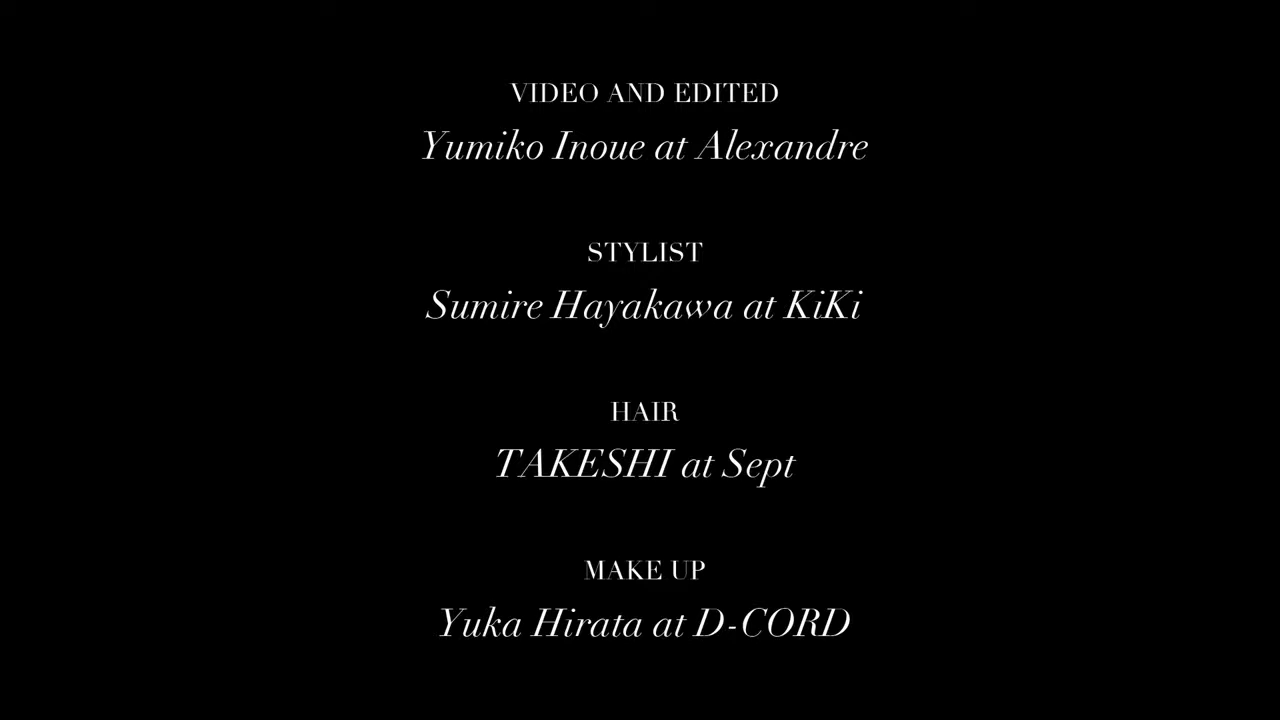 VIDEO AND EDITED
Yumiko Inoue at Alexandre
STYLIST
Sumire Hayakawa at KiKi
HAIR
TAKESHI at Sept
MAKE UP
Yuka Hirata at D-CORD